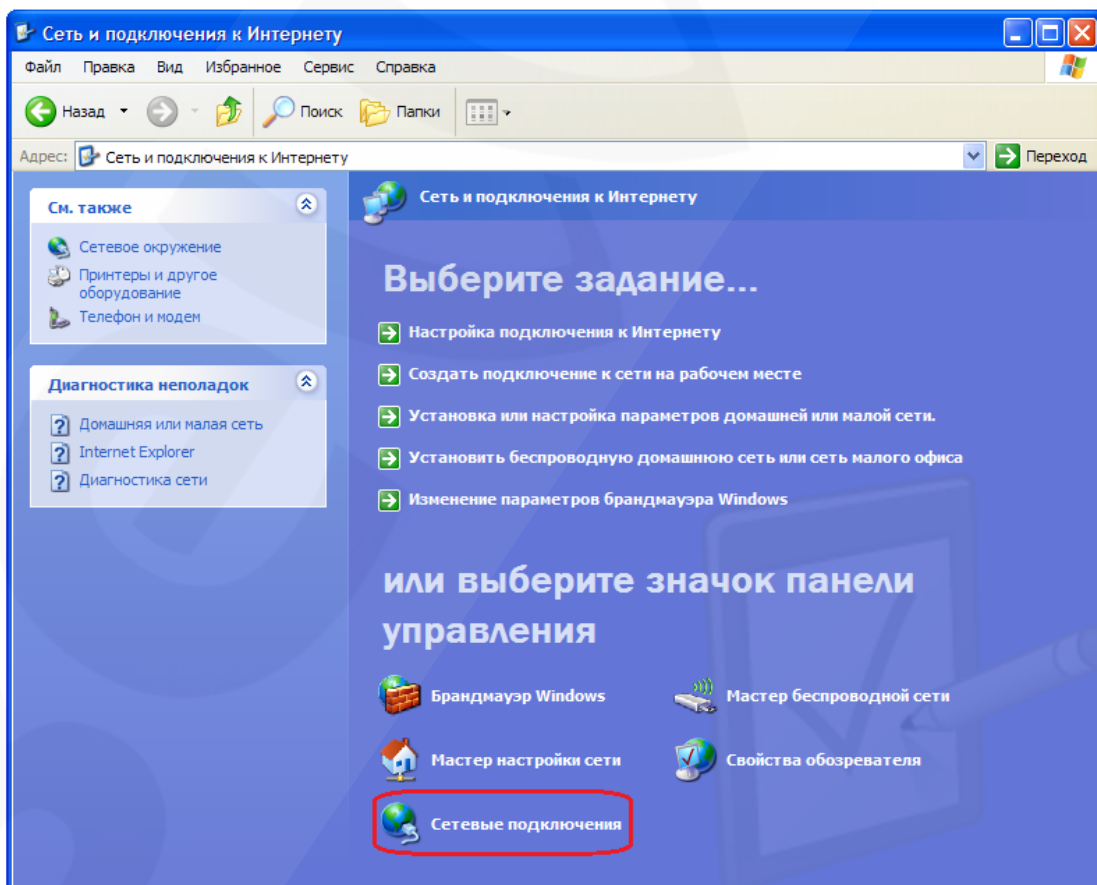 Сеть и подключения к Интернету
Файл Правка Вид Избранное Сервис Справка
Назад Поиск Папки
Адрес: Сеть и подключения к Интернету Переход
См. также
Сетевое окружение
Принтеры и другое
оборудование
Телефон и модем
Диагностика неполадок
Домашняя или малая сеть
Internet Explorer
Диагностика сети
Сеть и подключения к Интернету
Выберите задание...
Настройка подключения к Интернету
Создать подключение к сети на рабочем месте
Установка или настройка параметров домашней или малой сети.
Установить беспроводную домашнюю сеть или сеть малого офиса
Изменение параметров брандмауэра Windows
или выберите значок панели
управления
Брандмауэр Windows Мастер беспроводной сети
Мастер настройки сети Свойства обозревателя
Сетевые подключения